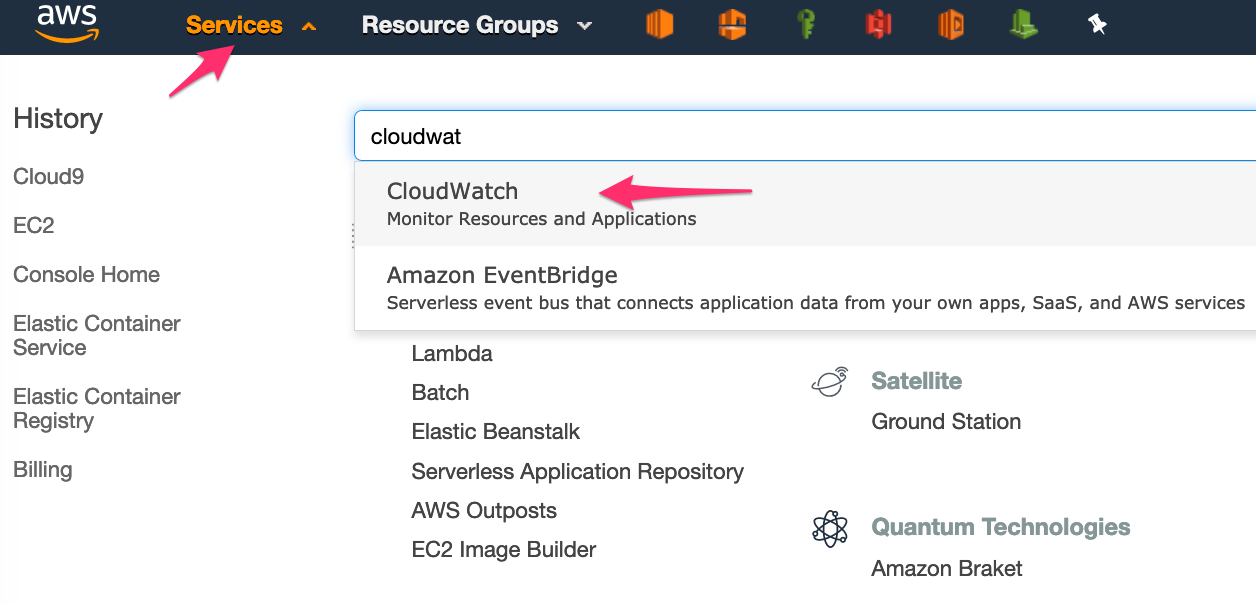 aws
Services
Resource Groups
History
Cloud9
EC2
Console Home
Elastic Container
Service
Elastic Container
Registry
Billing
cloudwat
CloudWatch
Monitor Resources and Applications
Amazon EventBridge
Serverless event bus that connects application data from your own apps, SaaS, and AWS services
Lambda
Batch
Elastic Beanstalk
Serverless Application Repository
AWS Outposts
EC2 Image Builder
Satellite
Ground Station
Quantum Technologies
Amazon Braket